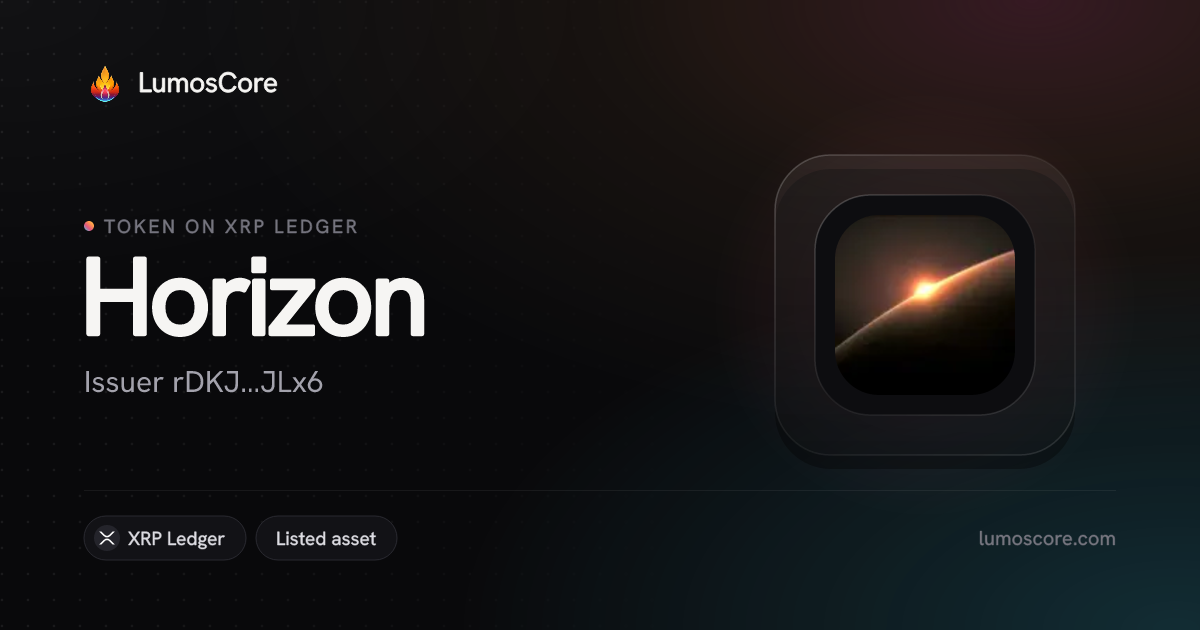 LumosCore
TOKEN ON XRP LEDGER
Horizon
Issuer rDKJ...JLx6
XRP Ledger
Listed asset
lumoscore.com